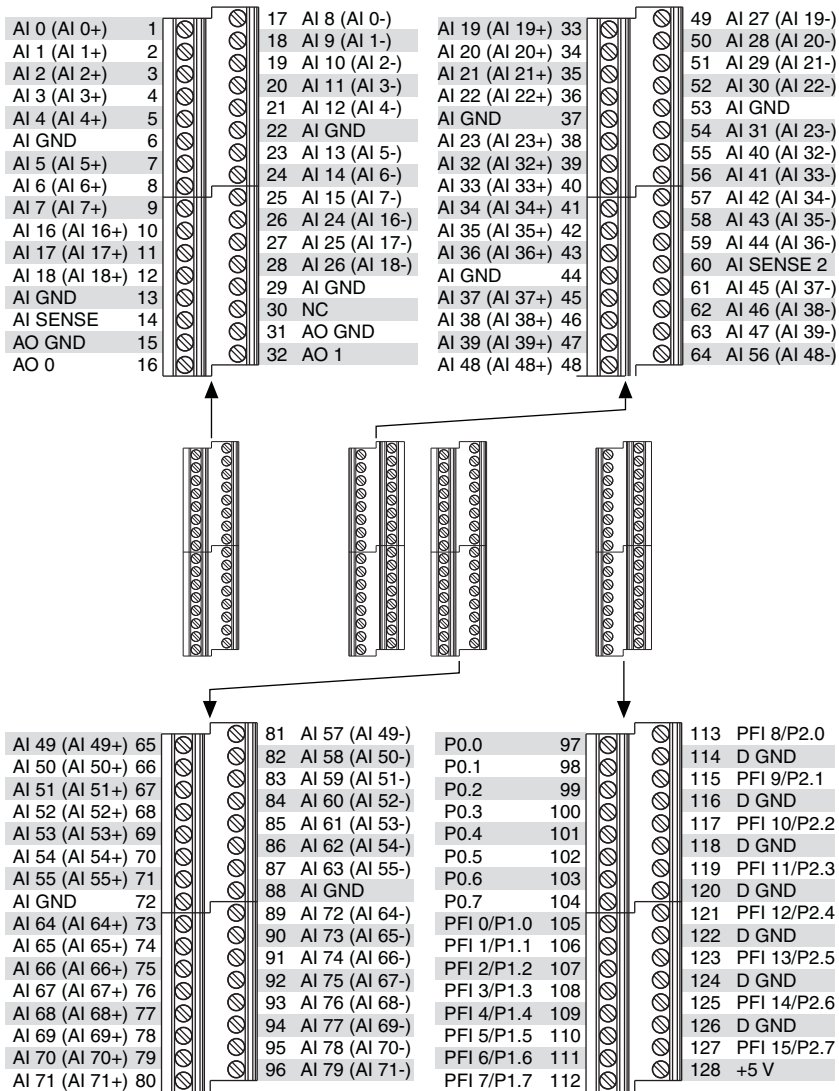 AI 0 (AI 0+) 1
AI 1 (AI 1+) 2
AI 2 (AI 2+) 3
AI 3 (AI 3+) 4
AI 4 (AI 4+) 5
AI GND 6
AI 5 (AI 5+) 7
AI 6 (AI 6+) 8
AI 7 (AI 7+) 9
AI 16 (AI 16+) 10
AI 17 (AI 17+) 11
AI 18 (AI 18+) 12
AI GND 13
AI SENSE 14
AO GND 15
AO 0 16
17 AI 8 (AI 0-)
18 AI 9 (AI 1-)
19 AI 10 (AI 2-)
20 AI 11 (AI 3-)
21 AI 12 (AI 4-)
22 AI GND
23 AI 13 (AI 5-)
24 AI 14 (AI 6-)
25 AI 15 (AI 7-)
26 AI 24 (AI 16-)
27 AI 25 (AI 17-)
28 AI 26 (AI 18-)
29 AI GND
30 NC
31 AO GND
32 AO 1
AI 19 (AI 19+) 33
AI 20 (AI 20+) 34
AI 21 (AI 21+) 35
AI 22 (AI 22+) 36
AI GND 37
AI 23 (AI 23+) 38
AI 32 (AI 32+) 39
AI 33 (AI 33+) 40
AI 34 (AI 34+) 41
AI 35 (AI 35+) 42
AI 36 (AI 36+) 43
AI GND 44
AI 37 (AI 37+) 45
AI 38 (AI 38+) 46
AI 39 (AI 39+) 47
AI 48 (AI 48+) 48
49 AI 27 (AI 19-)
50 AI 28 (AI 20-)
51 AI 29 (AI 21-)
52 AI 30 (AI 22-)
53 AI GND
54 AI 31 (AI 23-)
55 AI 40 (AI 32-)
56 AI 41 (AI 33-)
57 AI 42 (AI 34-)
58 AI 43 (AI 35-)
59 AI 44 (AI 36-)
60 AI SENSE 2
61 AI 45 (AI 37-)
62 AI 46 (AI 38-)
63 AI 47 (AI 39-)
64 AI 56 (AI 48-)
AI 49 (AI 49+) 65
AI 50 (AI 50+) 66
AI 51 (AI 51+) 67
AI 52 (AI 52+) 68
AI 53 (AI 53+) 69
AI 54 (AI 54+) 70
AI 55 (AI 55+) 71
AI GND 72
AI 64 (AI 64+) 73
AI 65 (AI 65+) 74
AI 66 (AI 66+) 75
AI 67 (AI 67+) 76
AI 68 (AI 68+) 77
AI 69 (AI 69+) 78
AI 70 (AI 70+) 79
AI 71 (AI 71+) 80
81 AI 57 (AI 49-)
82 AI 58 (AI 50-)
83 AI 59 (AI 51-)
84 AI 60 (AI 52-)
85 AI 61 (AI 53-)
86 AI 62 (AI 54-)
87 AI 63 (AI 55-)
88 AI GND
89 AI 72 (AI 64-)
90 AI 73 (AI 65-)
91 AI 74 (AI 66-)
92 AI 75 (AI 67-)
93 AI 76 (AI 68-)
94 AI 77 (AI 69-)
95 AI 78 (AI 70-)
96 AI 79 (AI 71-)
P0.0 97
P0.1 98
P0.2 99
P0.3 100
P0.4 101
P0.5 102
P0.6 103
P0.7 104
PFI 0/P1.0 105
PFI 1/P1.1 106
PFI 2/P1.2 107
PFI 3/P1.3 108
PFI 4/P1.4 109
PFI 5/P1.5 110
PFI 6/P1.6 111
PFI 7/P1.7 112
113 PFI 8/P2.0
114 D GND
115 PFI 9/P2.1
116 D GND
117 PFI 10/P2.2
118 D GND
119 PFI 11/P2.3
120 D GND
121 PFI 12/P2.4
122 D GND
123 PFI 13/P2.5
124 D GND
125 PFI 14/P2.6
126 D GND
127 PFI 15/P2.7
128 +5 V